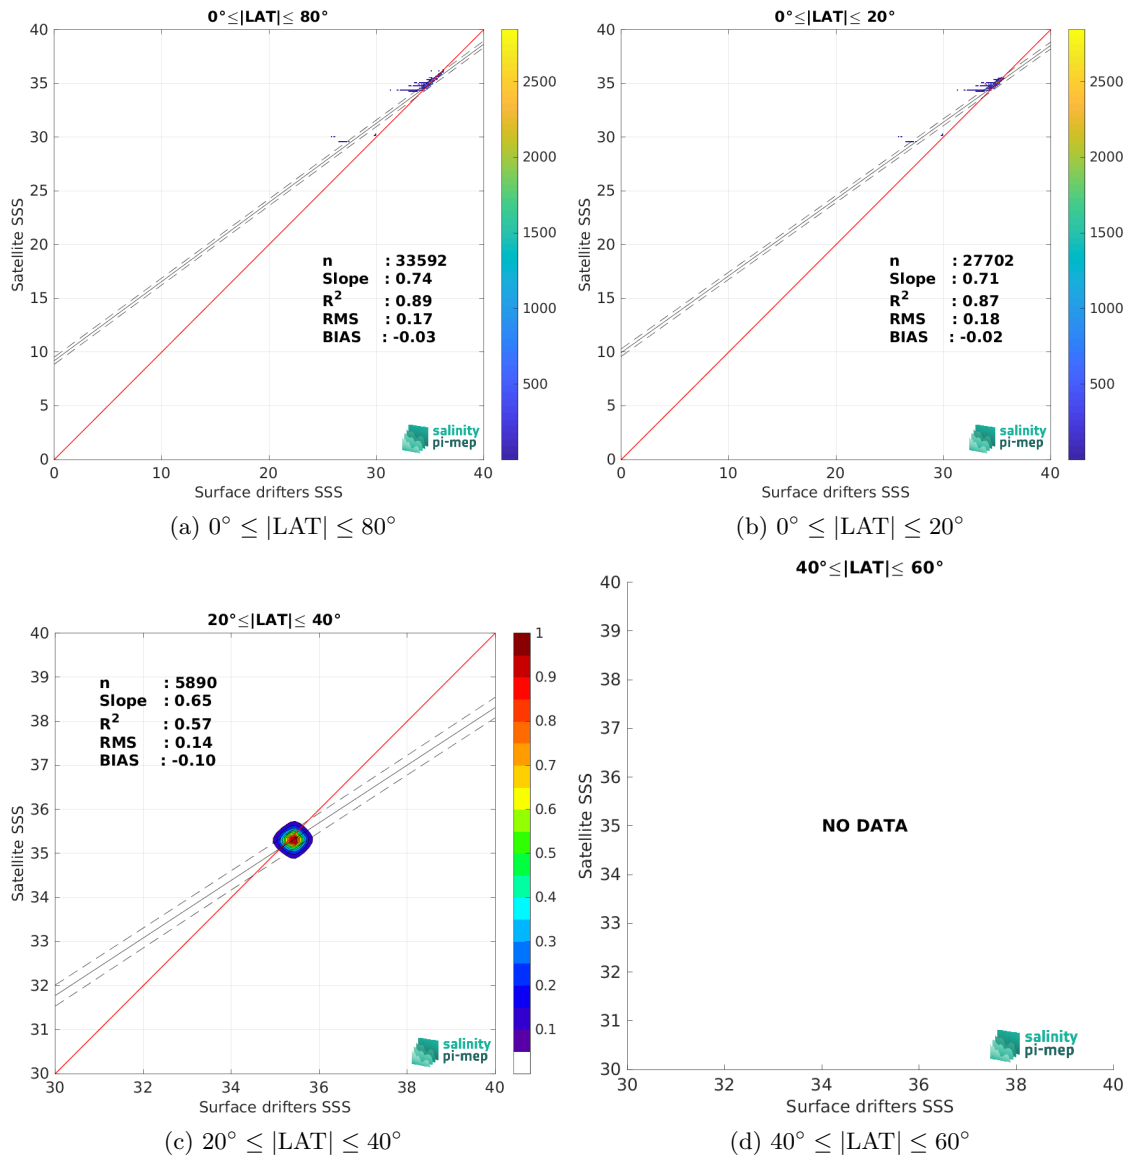 0°≤|LAT|≤ 80°
40
35
30
25
20
15
10
5
0
Satellite SSS
n : 33592
Slope : 0.74
R² : 0.89
RMS : 0.17
BIAS : -0.03
salinity
pi-mep
0 10 20 30 40
Surface drifters SSS
2500
2000
1500
1000
500
(a) 0° ≤ |LAT| ≤ 80°
0°≤|LAT|≤ 20°
40
35
30
25
20
15
10
5
0
Satellite SSS
n : 27702
Slope : 0.71
R² : 0.87
RMS : 0.18
BIAS : -0.02
salinity
pi-mep
0 10 20 30 40
Surface drifters SSS
2500
2000
1500
1000
500
(b) 0° ≤ |LAT| ≤ 20°
20°≤|LAT|≤ 40°
40
39
38
37
36
35
34
33
32
31
30
Satellite SSS
n : 5890
Slope : 0.65
R² : 0.57
RMS : 0.14
BIAS : -0.10
salinity
pi-mep
30 32 34 36 38 40
Surface drifters SSS
1
0.9
0.8
0.7
0.6
0.5
0.4
0.3
0.2
0.1
(c) 20° ≤ |LAT| ≤ 40°
40°≤|LAT|≤ 60°
40
39
38
37
36
35
34
33
32
31
30
Satellite SSS
NO DATA
salinity
pi-mep
30 32 34 36 38 40
Surface drifters SSS
(d) 40° ≤ |LAT| ≤ 60°